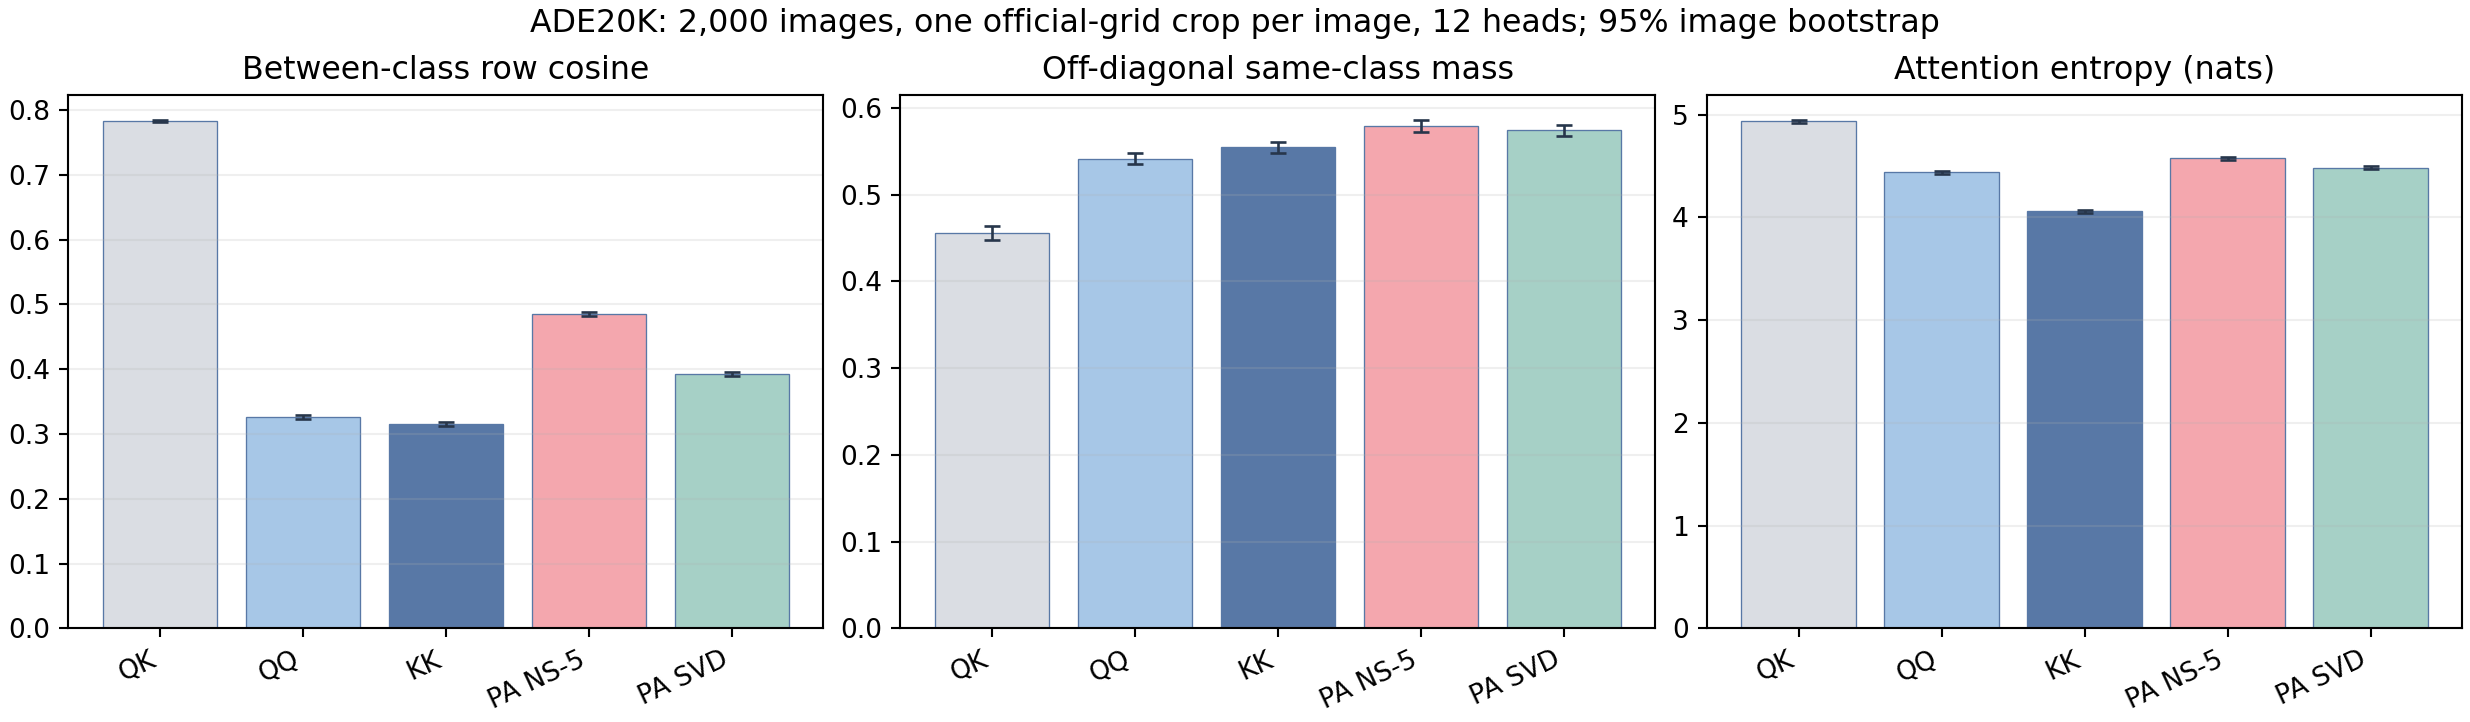 ADE20K: 2,000 images, one official-grid crop per image, 12 heads; 95% image bootstrap
Between-class row cosine
0.8
0.7
0.6
0.5
0.4
0.3
0.2
0.1
0.0
QK
QQ
KK
PA NS-5
PA SVD
Off-diagonal same-class mass
0.6
0.5
0.4
0.3
0.2
0.1
0.0
QK
QQ
KK
PA NS-5
PA SVD
Attention entropy (nats)
5
4
3
2
1
0
QK
QQ
KK
PA NS-5
PA SVD